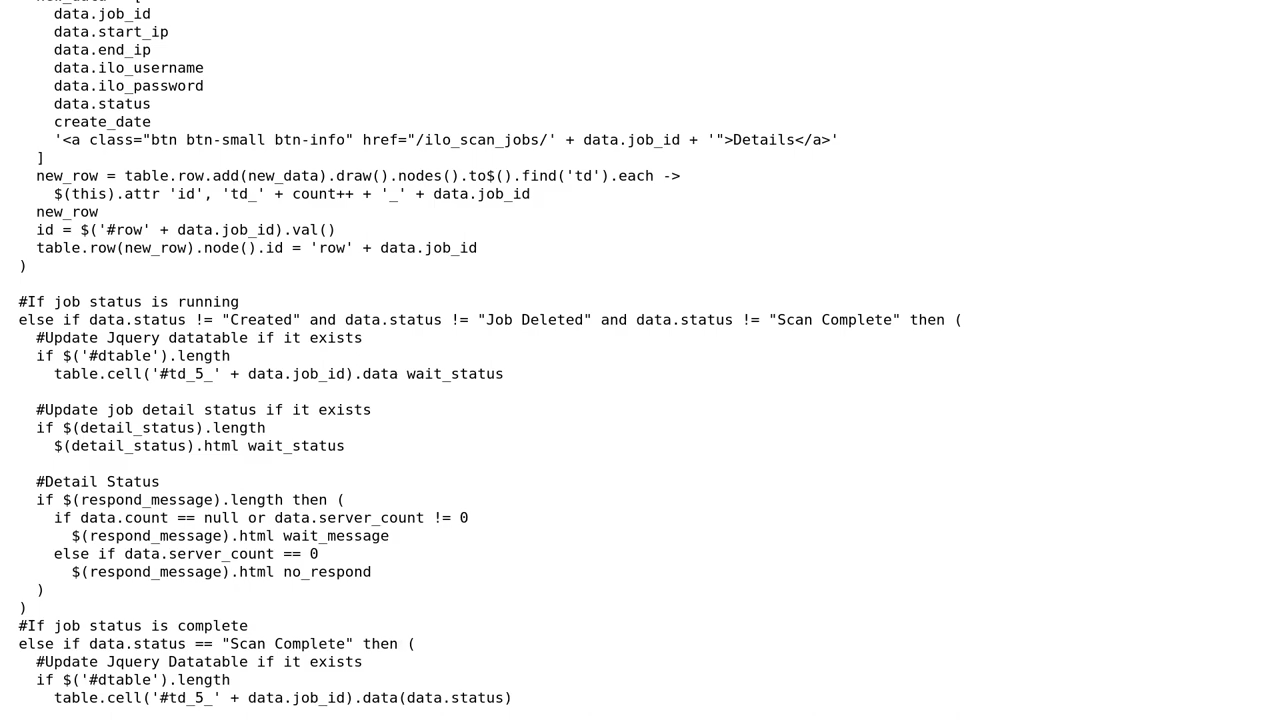 data.job_id
data.start_ip
data.end_ip
data.ilo_username
data.ilo_password
data.status
create_date
'<a class="btn btn-small btn-info" href="/ilo_scan_jobs/' + data.job_id + '">Details</a>'
]
new_row = table.row.add(new_data).draw().nodes().to$().find('td').each ->
$(this).attr 'id', 'td_' + count++ + '_' + data.job_id
new_row
id = $('#row' + data.job_id).val()
table.row(new_row).node().id = 'row' + data.job_id
)
#If job status is running
else if data.status != "Created" and data.status != "Job Deleted" and data.status != "Scan Complete" then (
#Update Jquery datatable if it exists
if $('#dtable').length
table.cell('#td_5_' + data.job_id).data wait_status
#Update job detail status if it exists
if $(detail_status).length
$(detail_status).html wait_status
#Detail Status
if $(respond_message).length then (
if data.count == null or data.server_count != 0
$(respond_message).html wait_message
else if data.server_count == 0
$(respond_message).html no_respond
)
)
#If job status is complete
else if data.status == "Scan Complete" then (
#Update Jquery Datatable if it exists
if $('#dtable').length
table.cell('#td_5_' + data.job_id).data(data.status)